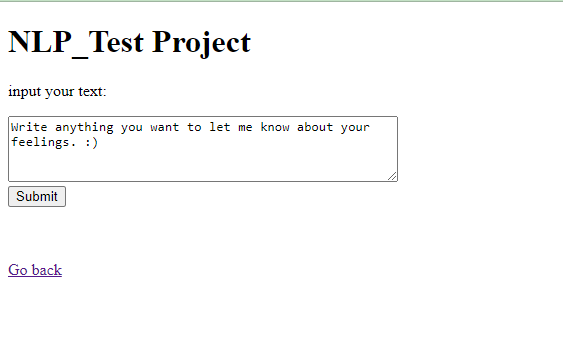 NLP_Test Project
input your text:
Write anything you want to let me know about your
feelings. :)
Submit
Go back